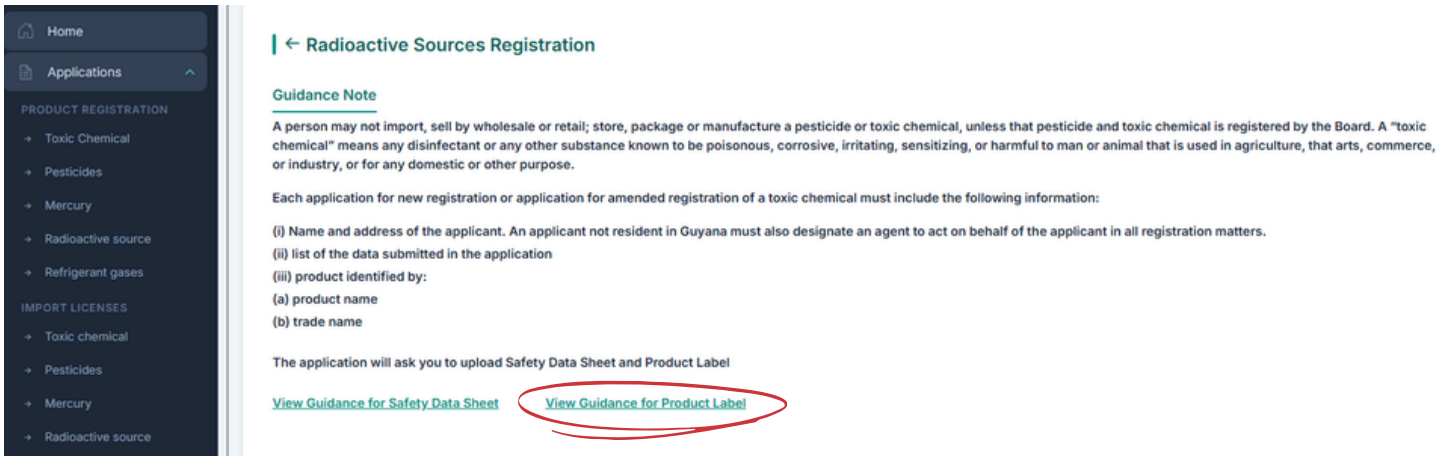 Home
Applications
PRODUCT REGISTRATION
Toxic Chemical
Pesticides
Mercury
Radioactive source
Refrigerant gases
IMPORT LICENSES
Toxic chemical
Pesticides
Mercury
Radioactive source
← Radioactive Sources Registration
Guidance Note
A person may not import, sell by wholesale or retail; store, package or manufacture a pesticide or toxic chemical, unless that pesticide and toxic chemical is registered by the Board. A “toxic
chemical” means any disinfectant or any other substance known to be poisonous, corrosive, irritating, sensitizing, or harmful to man or animal that is used in agriculture, that arts, commerce,
or industry, or for any domestic or other purpose.
Each application for new registration or application for amended registration of a toxic chemical must include the following information:
(i) Name and address of the applicant. An applicant not resident in Guyana must also designate an agent to act on behalf of the applicant in all registration matters.
(ii) list of the data submitted in the application
(iii) product identified by:
(a) product name
(b) trade name
The application will ask you to upload Safety Data Sheet and Product Label
View Guidance for Safety Data Sheet View Guidance for Product Label